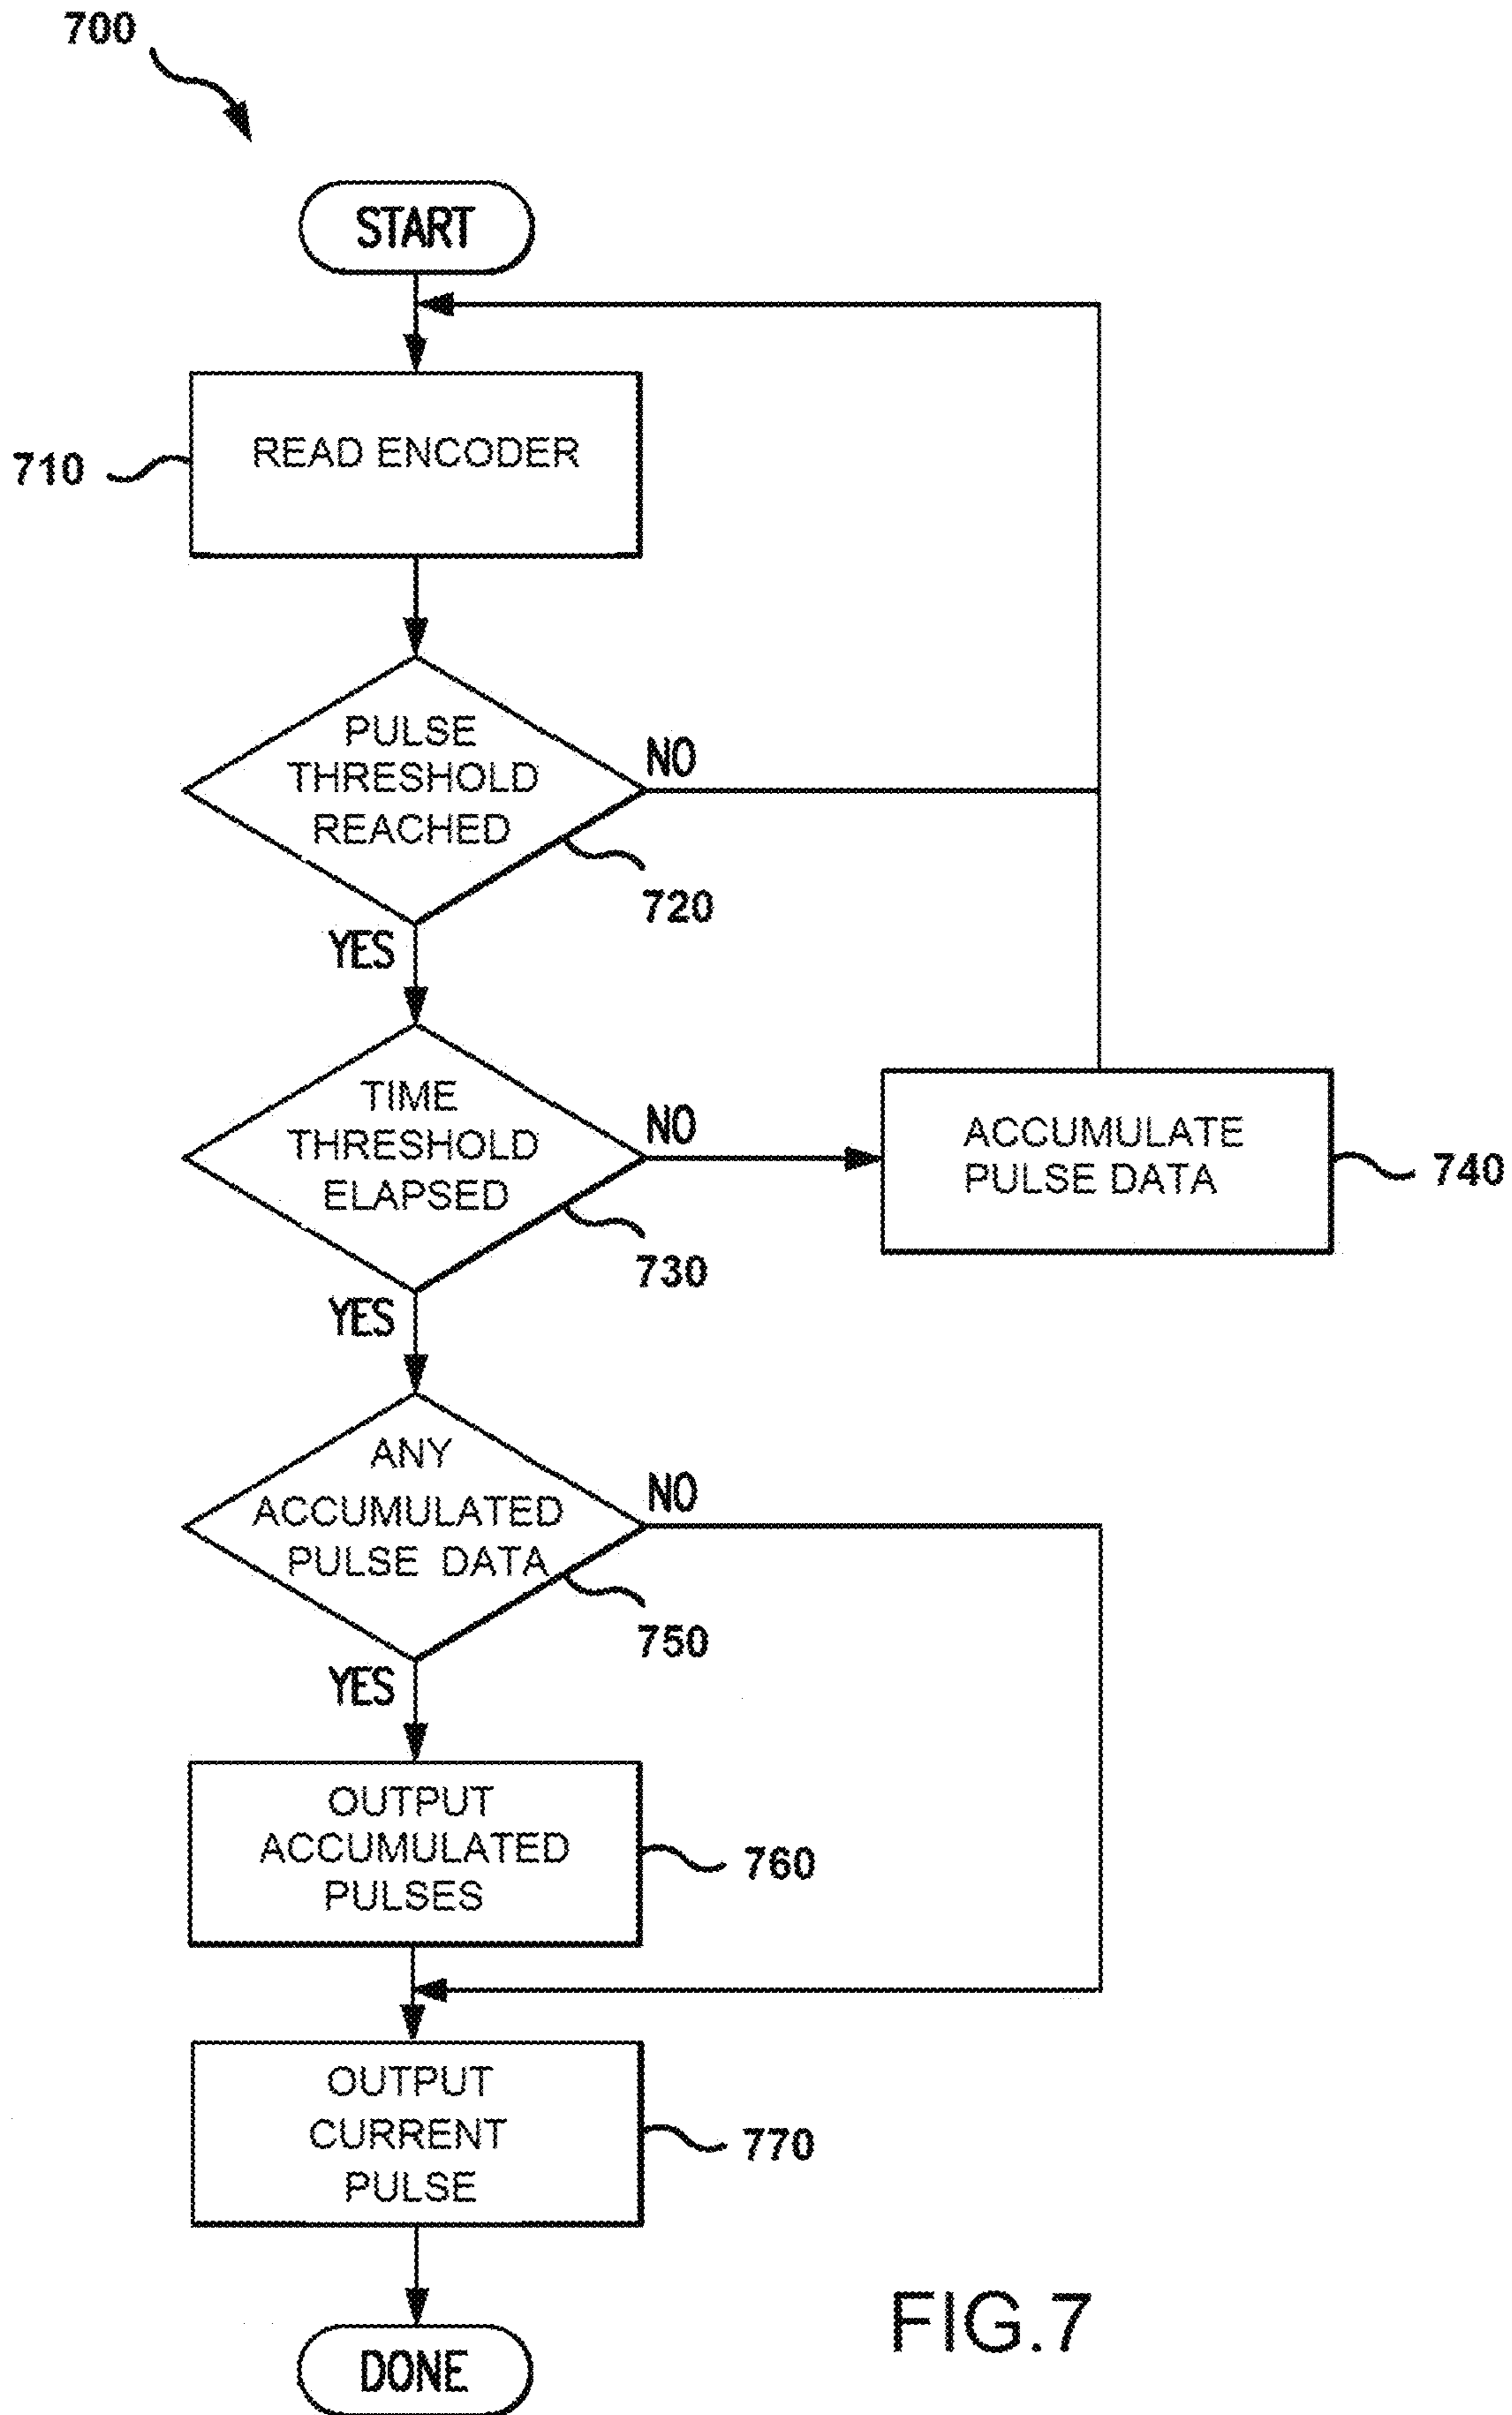 700
START
READ ENCODER
710
PULSE
THRESHOLD
REACHED
NO
720
YES
TIME
THRESHOLD
ELAPSED
NO
730
ACCUMULATE
PULSE DATA
740
YES
ANY
ACCUMULATED
PULSE DATA
NO
750
YES
OUTPUT
ACCUMULATED
PULSES
760
OUTPUT
CURRENT
PULSE
770
DONE
FIG.7